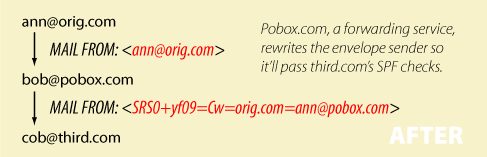 ann@orig.com
MAIL FROM: <ann@orig.com>
bob@pobox.com
MAIL FROM: <SRS0+yf09=Cw=orig.com=ann@pobox.com>
cob@third.com
Pobox.com, a forwarding service,
rewrites the envelope sender so
it'll pass third.com's SPF checks.
AFTER